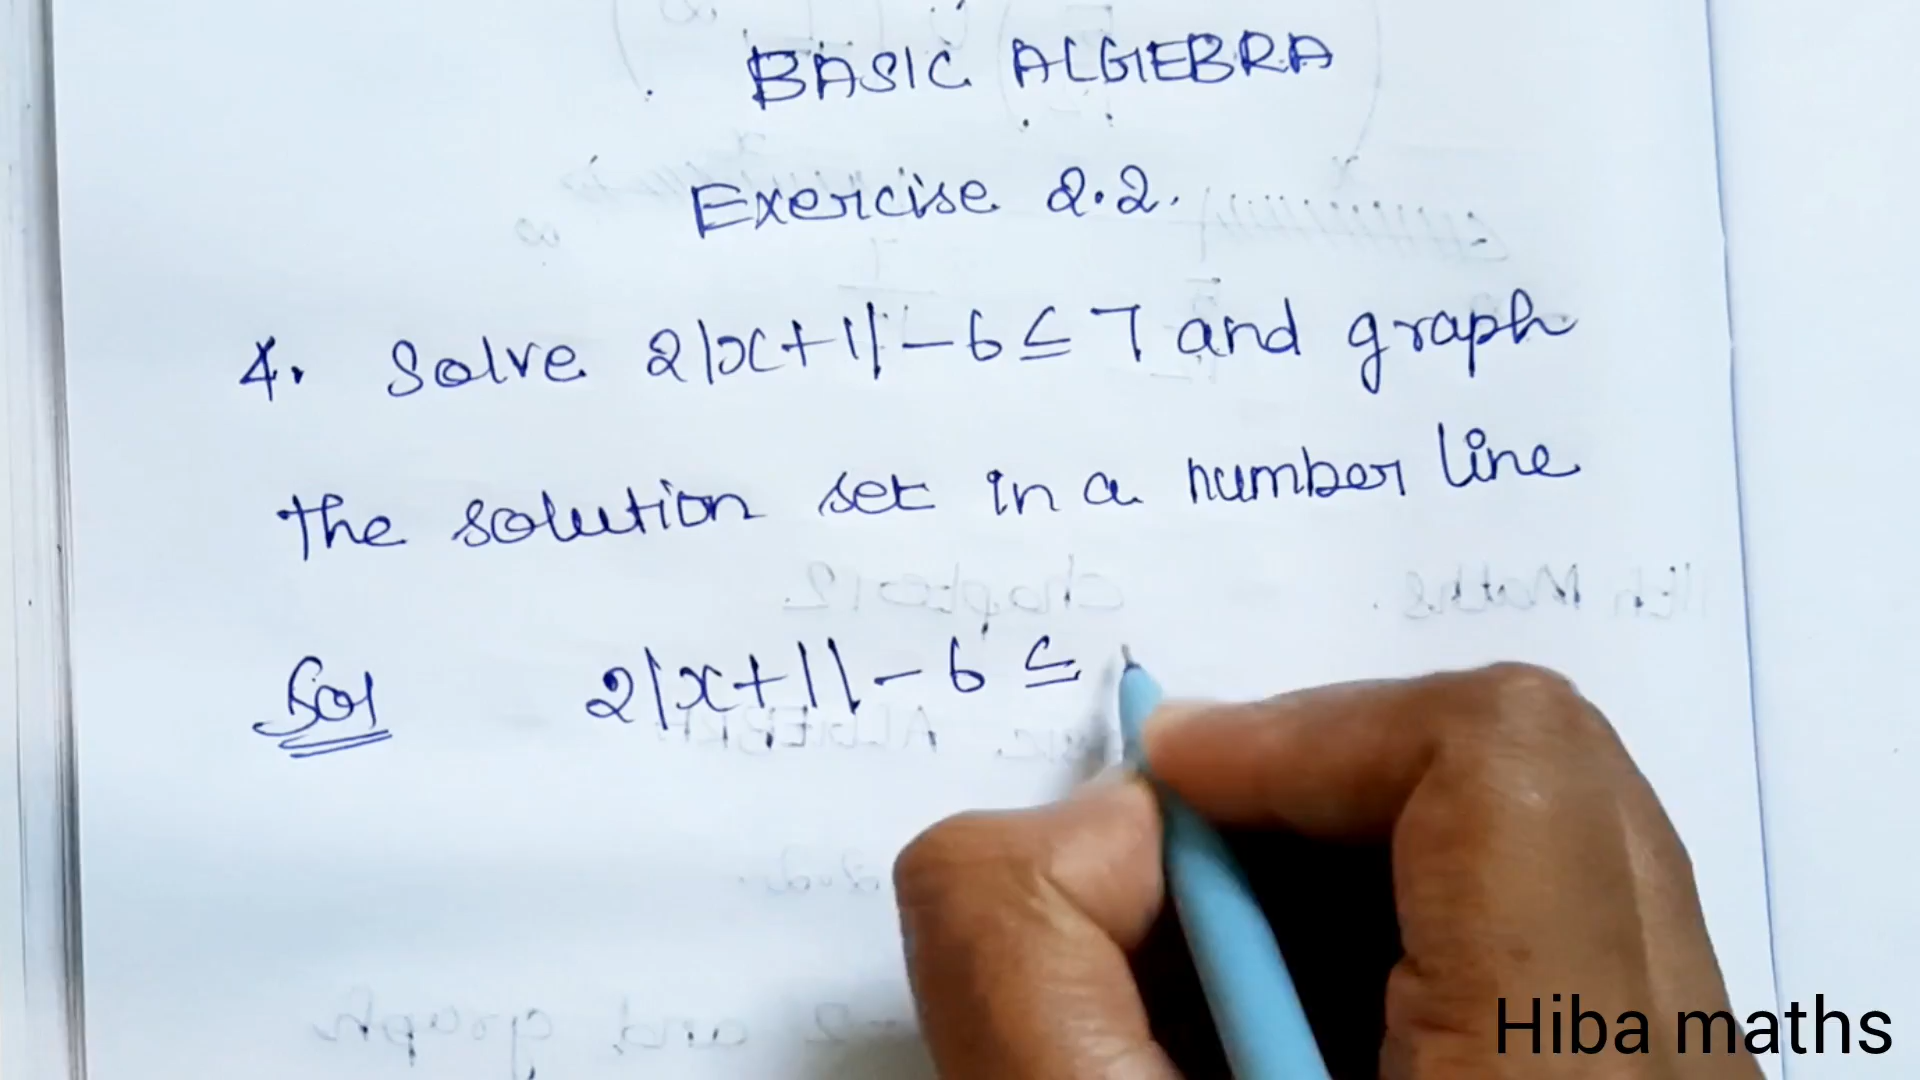 BASIC ALGEBRA
Exercise 2.2.
4. Solve 2|x+1|-6≤7 and graph
the solution set in a number line
Sol 2|x+1|-6≤
Hiba maths